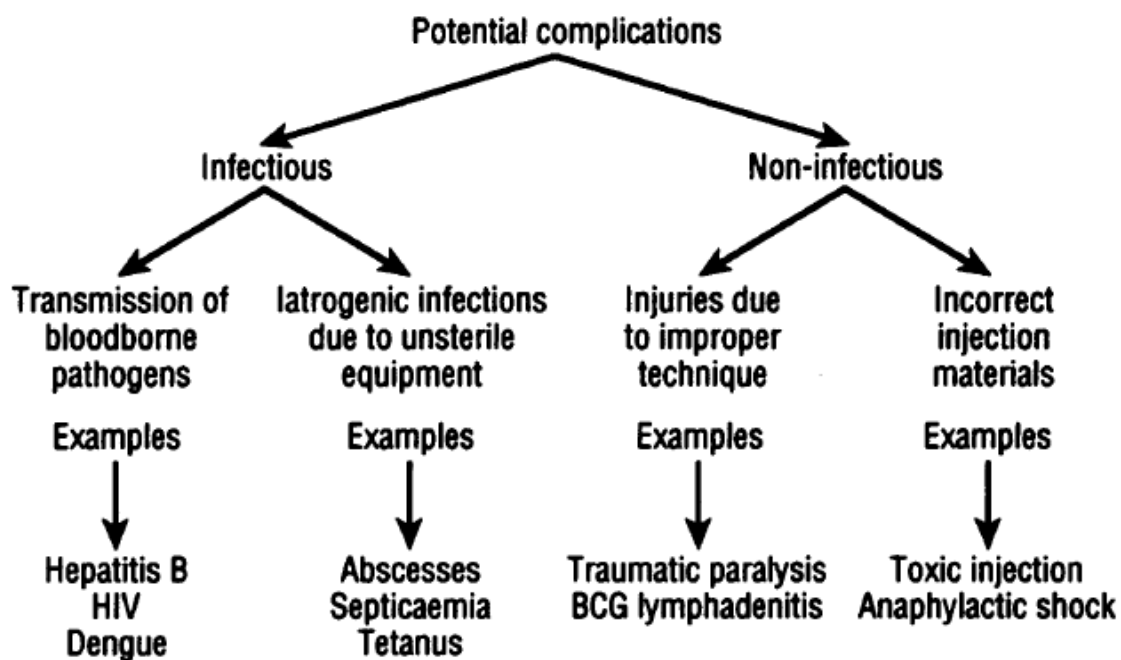 Potential complications
Infectious
Non-infectious
Transmission of
bloodborne
pathogens
Iatrogenic infections
due to unsterile
equipment
Injuries due
to improper
technique
Incorrect
injection
materials
Examples
Examples
Examples
Examples
Hepatitis B
HIV
Dengue
Abscesses
Septicaemia
Tetanus
Traumatic paralysis
BCG lymphadenitis
Toxic injection
Anaphylactic shock